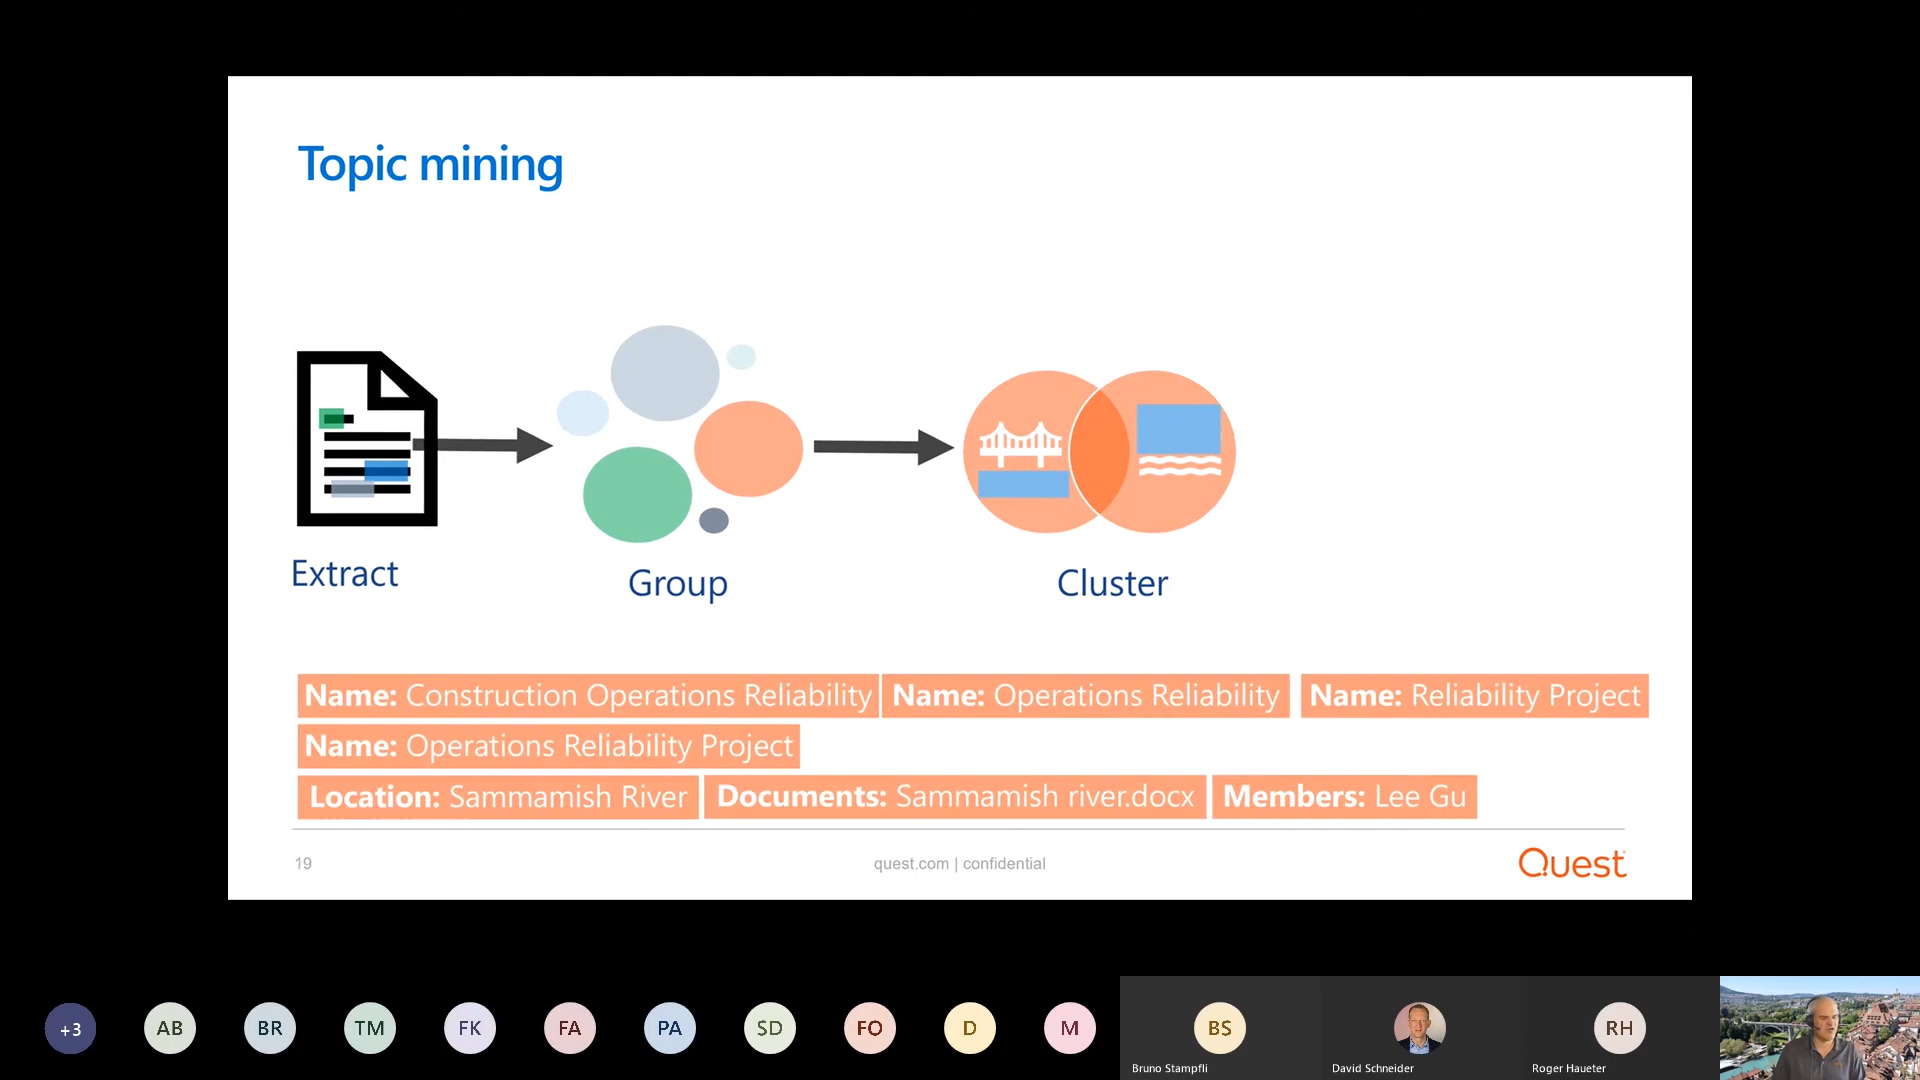 Topic mining
Extract
Group
Cluster
Name: Construction Operations Reliability
Name: Operations Reliability
Name: Reliability Project
Name: Operations Reliability Project
Location: Sammamish River
Documents: Sammamish river.docx
Members: Lee Gu
19
quest.com | confidential
Quest
+3
AB
BR
TM
FK
FA
PA
SD
FO
D
M
BS
Bruno Stampfli
David Schneider
RH
Roger Haueter